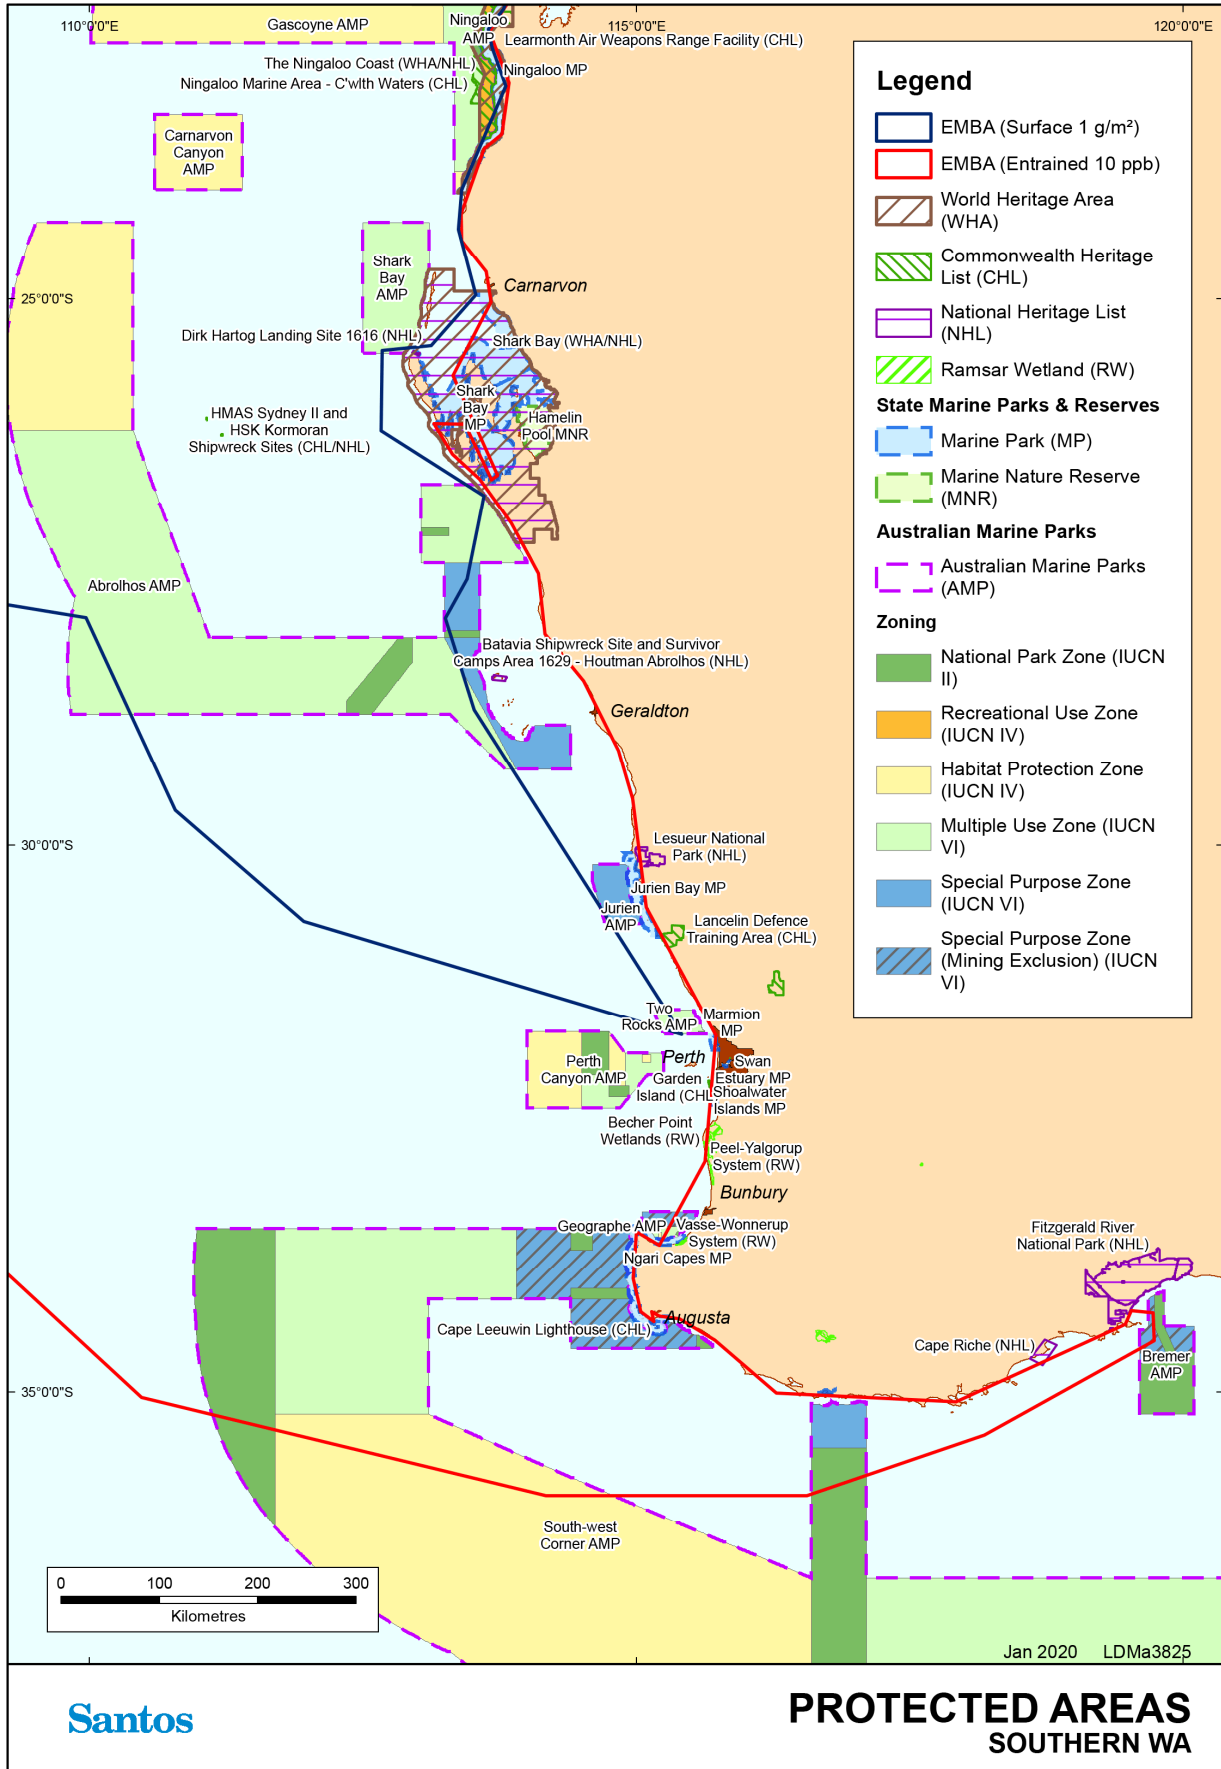 110°0'0"E
115°0'0"E
120°0'0"E
Gascoyne AMP
Ningaloo
AMP
Learmonth Air Weapons Range Facility (CHL)
The Ningaloo Coast (WHA/NHL)
Ningaloo MP
Ningaloo Marine Area - C'wlth Waters (CHL)
Carnarvon
Canyon
AMP
Shark
Bay
AMP
Carnarvon
25°0'0"S
Dirk Hartog Landing Site 1616 (NHL)
Shark Bay (WHA/NHL)
Shark
Bay
MP
Hamelin
Pool MNR
HMAS Sydney II and
HSK Kormoran
Shipwreck Sites (CHL/NHL)
Abrolhos AMP
Batavia Shipwreck Site and Survivor
Camps Area 1629 - Houtman Abrolhos (NHL)
Geraldton
30°0'0"S
Lesueur National
Park (NHL)
Jurien Bay MP
Jurien
AMP
Lancelin Defence
Training Area (CHL)
Two
Rocks AMP
Marmion
MP
Perth
Canyon AMP
Perth
Swan
Estuary MP
Garden
Island (CHL)
Shoalwater
Islands MP
Becher Point
Wetlands (RW)
Peel-Yalgorup
System (RW)
Bunbury
Geographe AMP
Vasse-Wonnerup
System (RW)
Ngari Capes MP
Fitzgerald River
National Park (NHL)
Augusta
Cape Leeuwin Lighthouse (CHL)
Cape Riche (NHL)
Bremer
AMP
35°0'0"S
South-west
Corner AMP
Legend
EMBA (Surface 1 g/m²)
EMBA (Entrained 10 ppb)
World Heritage Area
(WHA)
Commonwealth Heritage
List (CHL)
National Heritage List
(NHL)
Ramsar Wetland (RW)
State Marine Parks & Reserves
Marine Park (MP)
Marine Nature Reserve
(MNR)
Australian Marine Parks
Australian Marine Parks
(AMP)
Zoning
National Park Zone (IUCN
II)
Recreational Use Zone
(IUCN IV)
Habitat Protection Zone
(IUCN IV)
Multiple Use Zone (IUCN
VI)
Special Purpose Zone
(IUCN VI)
Special Purpose Zone
(Mining Exclusion) (IUCN
VI)
0 100 200 300
Kilometres
Jan 2020 LDMa3825
Santos
PROTECTED AREAS
SOUTHERN WA